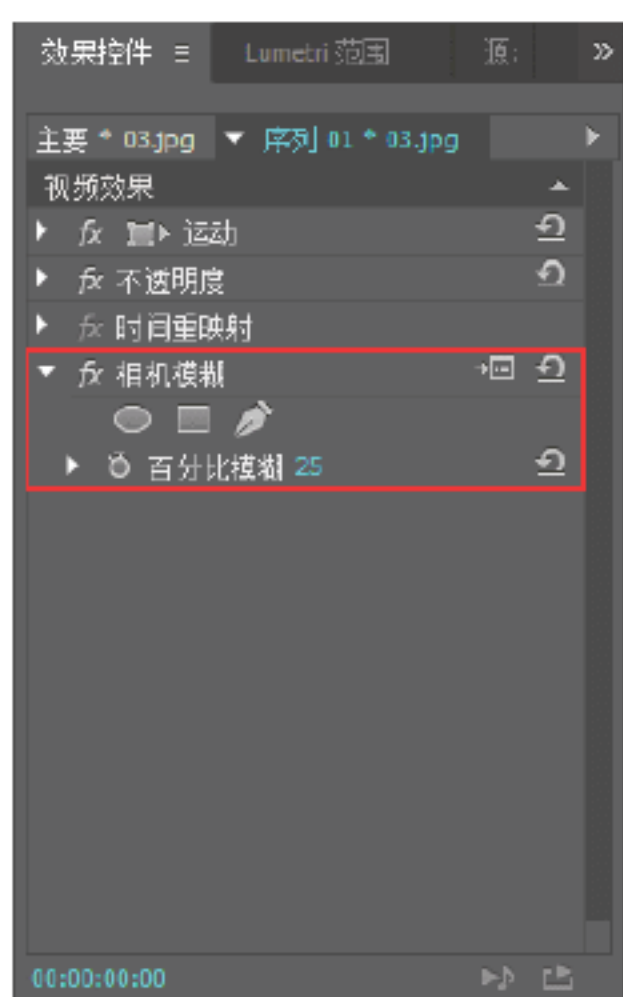 效果控件 ≡ Lumetri 范围 源: »
主要 * 03.jpg 序列 01 * 03.jpg
视频效果
fx 运动
fx 不透明度
fx 时间重映射
fx 相机模糊
百分比模糊 25
00:00:00:00